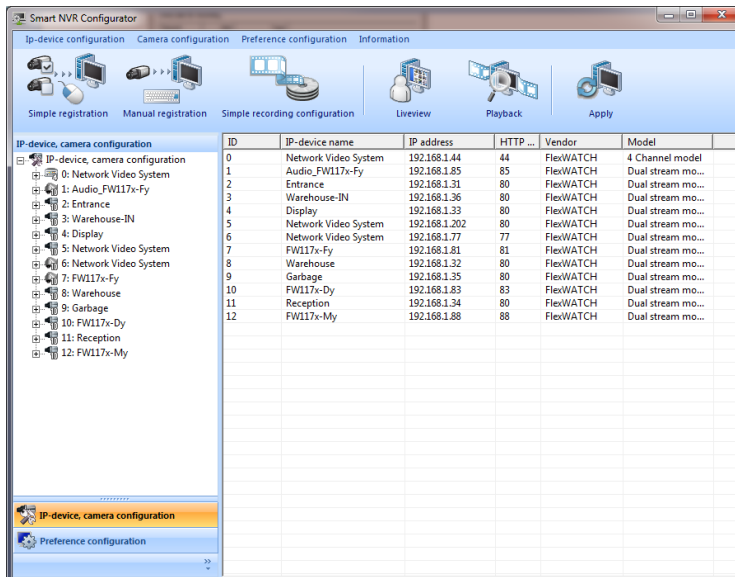 Smart NVR Configurator
Ip-device configuration Camera configuration Preference configuration Information
Simple registration Manual registration Simple recording configuration Liveview Playback Apply
IP-device, camera configuration
IP-device, camera configuration
0: Network Video System
1: Audio_FW117x-Fy
2: Entrance
3: Warehouse-IN
4: Display
5: Network Video System
6: Network Video System
7: FW117x-Fy
8: Warehouse
9: Garbage
10: FW117x-Dy
11: Reception
12: FW117x-My
ID IP-device name IP address HTTP ... Vendor Model
0 Network Video System 192.168.1.44 44 FlexWATCH 4 Channel model
1 Audio_FW117x-Fy 192.168.1.85 85 FlexWATCH Dual stream mo...
2 Entrance 192.168.1.31 80 FlexWATCH Dual stream mo...
3 Warehouse-IN 192.168.1.36 80 FlexWATCH Dual stream mo...
4 Display 192.168.1.33 80 FlexWATCH Dual stream mo...
5 Network Video System 192.168.1.202 80 FlexWATCH Dual stream mo...
6 Network Video System 192.168.1.77 77 FlexWATCH Dual stream mo...
7 FW117x-Fy 192.168.1.81 81 FlexWATCH Dual stream mo...
8 Warehouse 192.168.1.32 80 FlexWATCH Dual stream mo...
9 Garbage 192.168.1.35 80 FlexWATCH Dual stream mo...
10 FW117x-Dy 192.168.1.83 83 FlexWATCH Dual stream mo...
11 Reception 192.168.1.34 80 FlexWATCH Dual stream mo...
12 FW117x-My 192.168.1.88 88 FlexWATCH Dual stream mo...
IP-device, camera configuration
Preference configuration